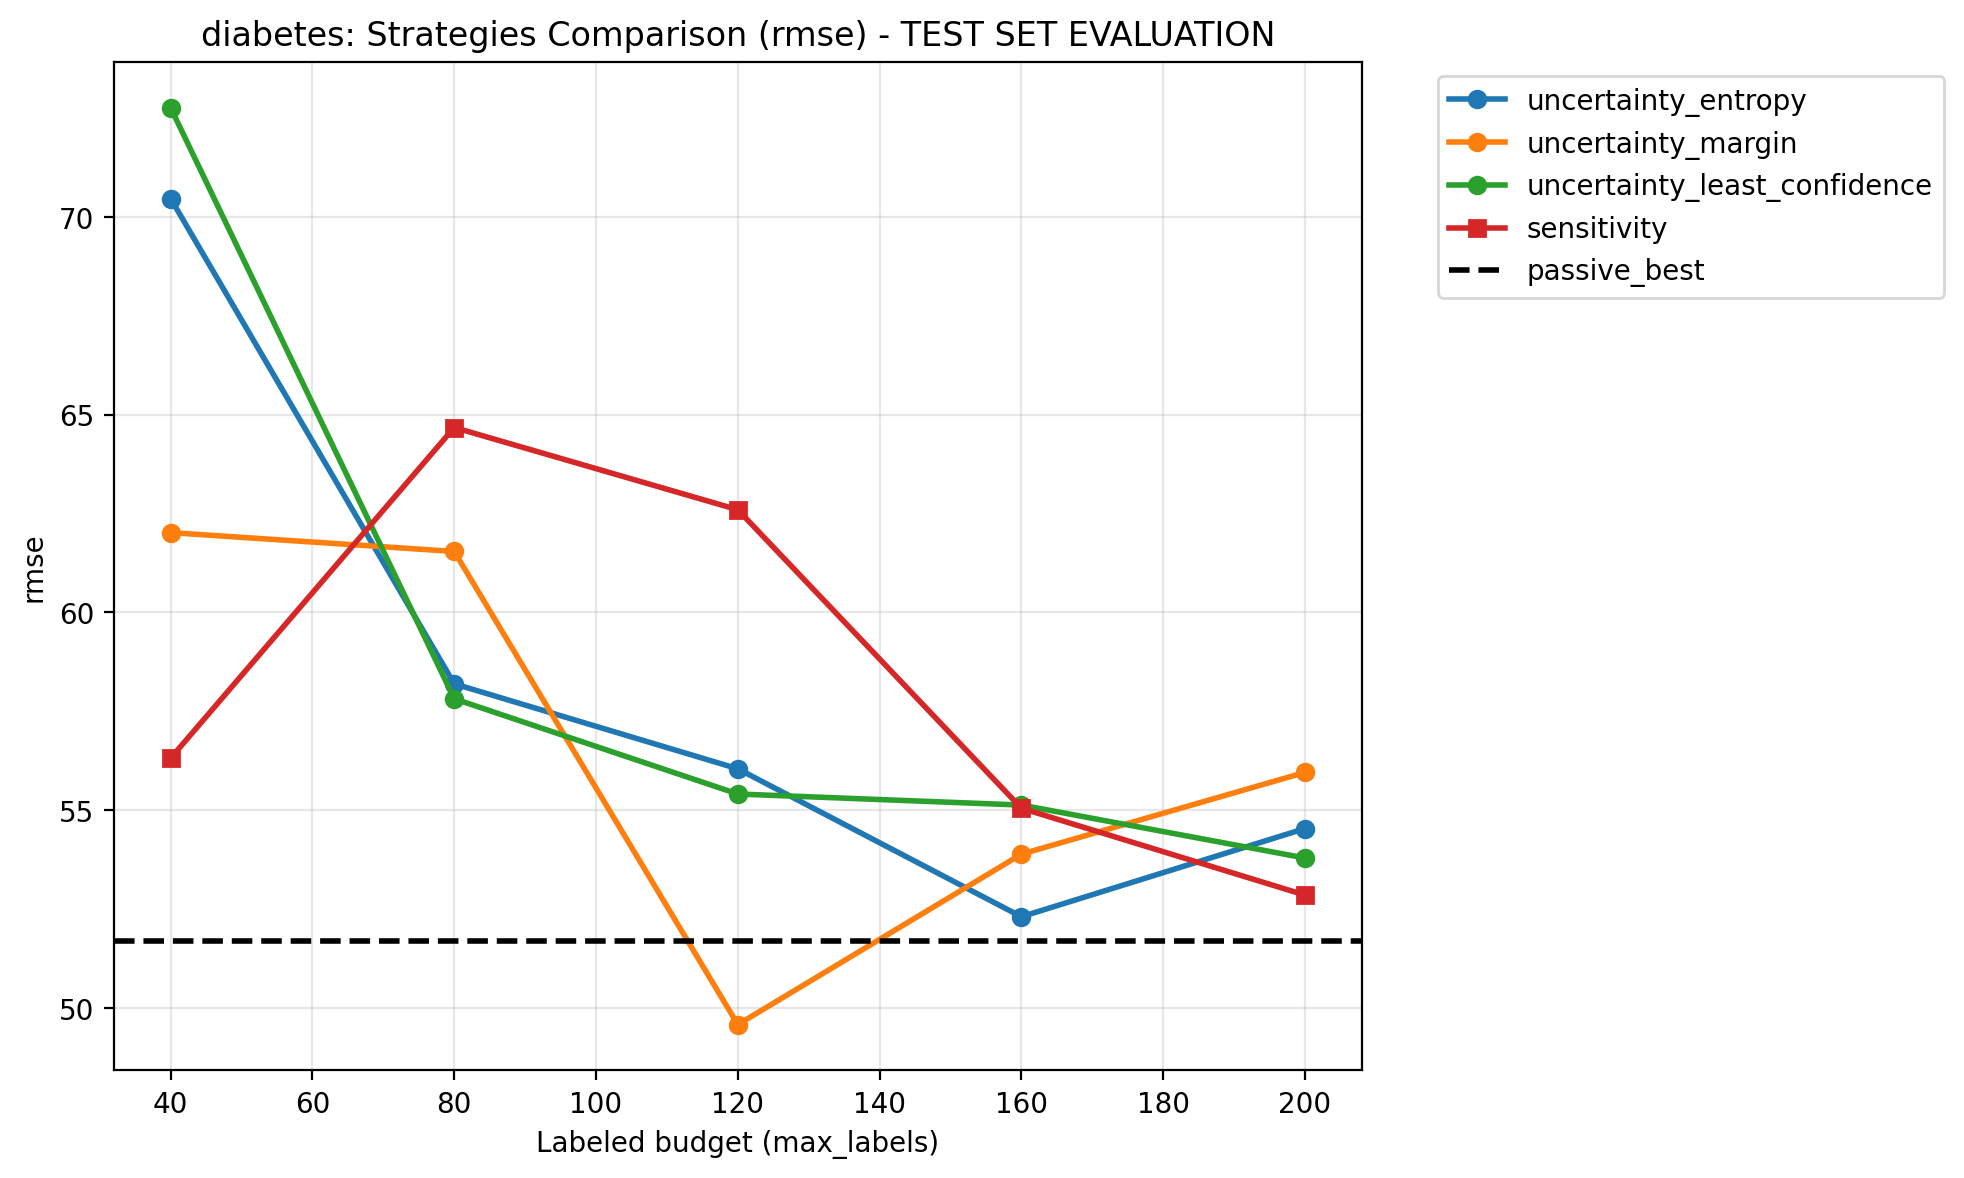 diabetes: Strategies Comparison (rmse) - TEST SET EVALUATION
uncertainty_entropy
uncertainty_margin
uncertainty_least_confidence
sensitivity
passive_best
rmse
70
65
60
55
50
40 60 80 100 120 140 160 180 200
Labeled budget (max_labels)